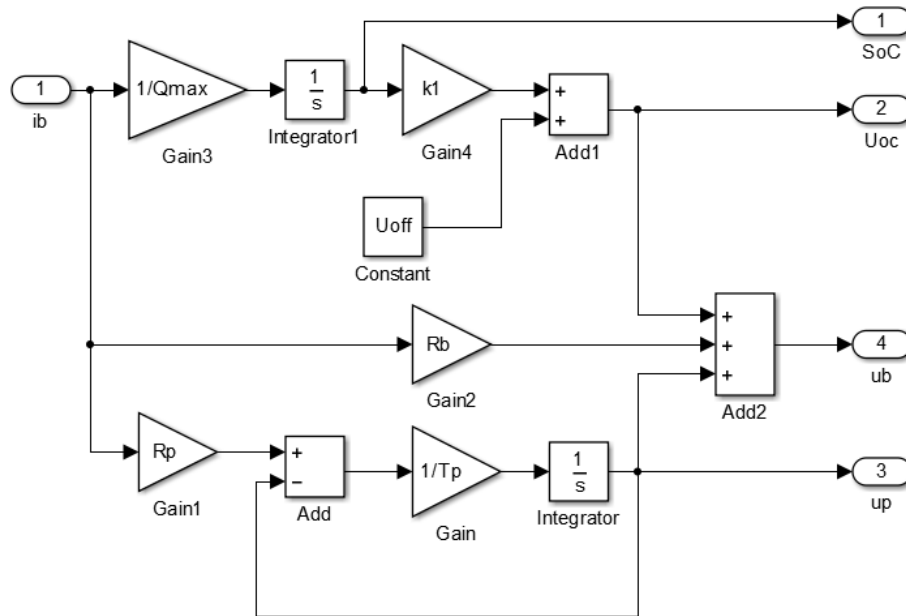 1
SoC
1
ib
1/Qmax
Gain3
1
s
Integrator1
k1
Gain4
+
+
Add1
2
Uoc
Uoff
Constant
Rb
Gain2
+
+
+
Add2
4
ub
Rp
Gain1
+
−
Add
1/Tp
Gain
1
s
Integrator
3
up